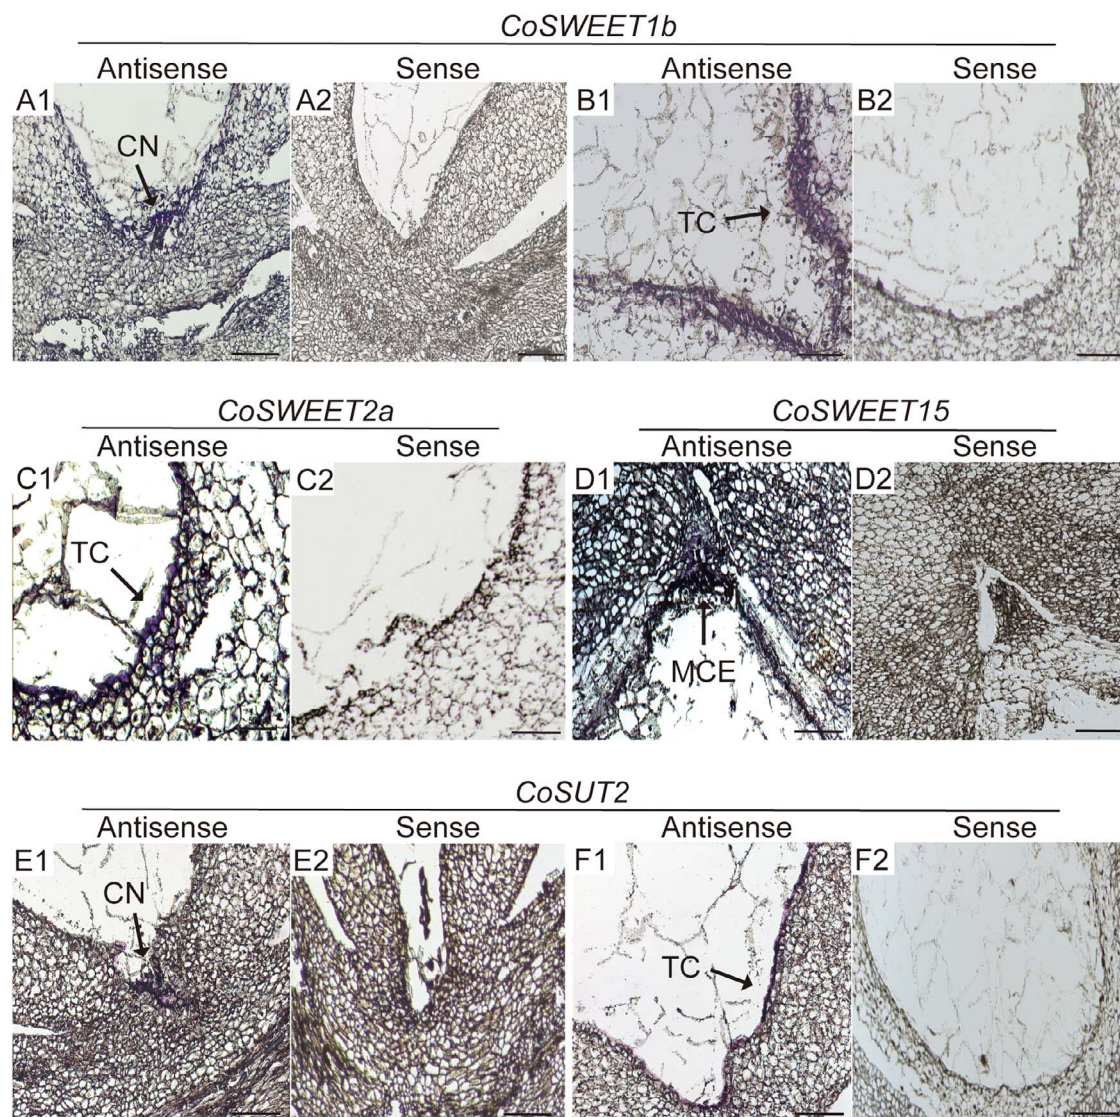 CoSWEET1b
Antisense Sense Antisense Sense
A1 A2 B1 B2
CN
TC
CoSWEET2a CoSWEET15
Antisense Sense Antisense Sense
C1 C2 D1 D2
TC
MCE
CoSUT2
Antisense Sense Antisense Sense
E1 E2 F1 F2
CN
TC